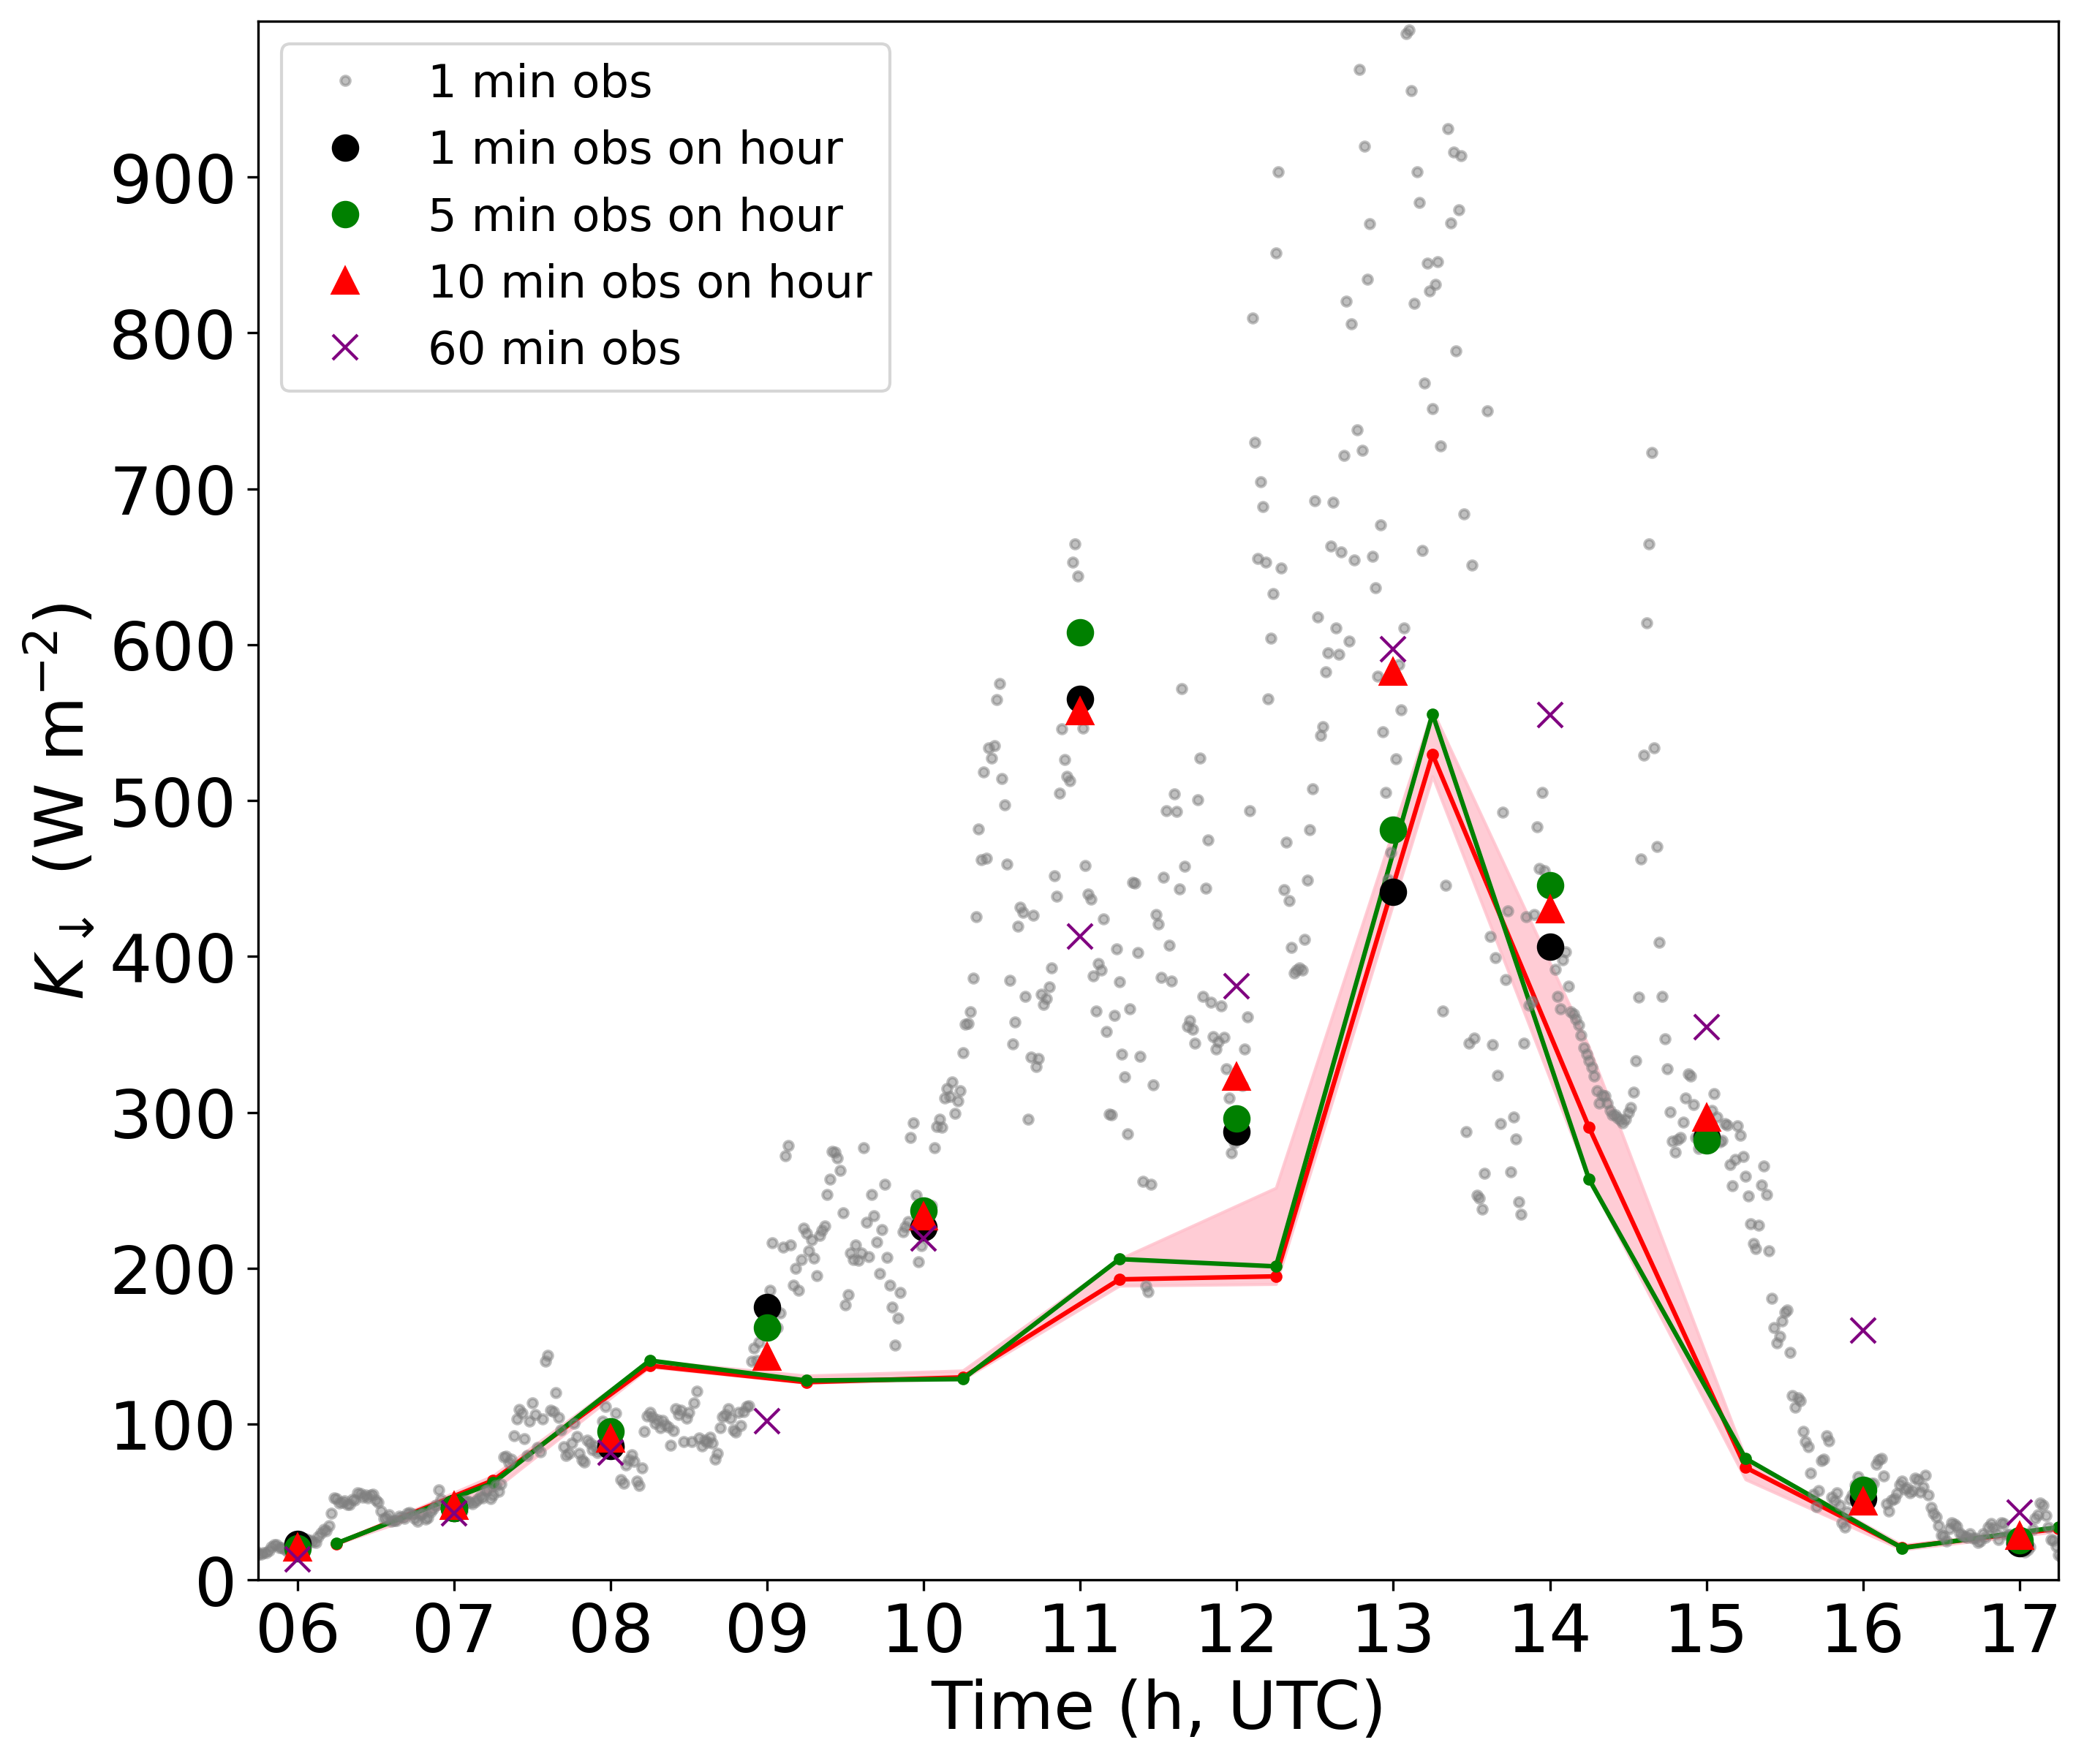 1 min obs
1 min obs on hour
5 min obs on hour
10 min obs on hour
60 min obs
900
800
700
600
500
400
300
200
100
0
K↓ (W m⁻²)
06 07 08 09 10 11 12 13 14 15 16 17
Time (h, UTC)